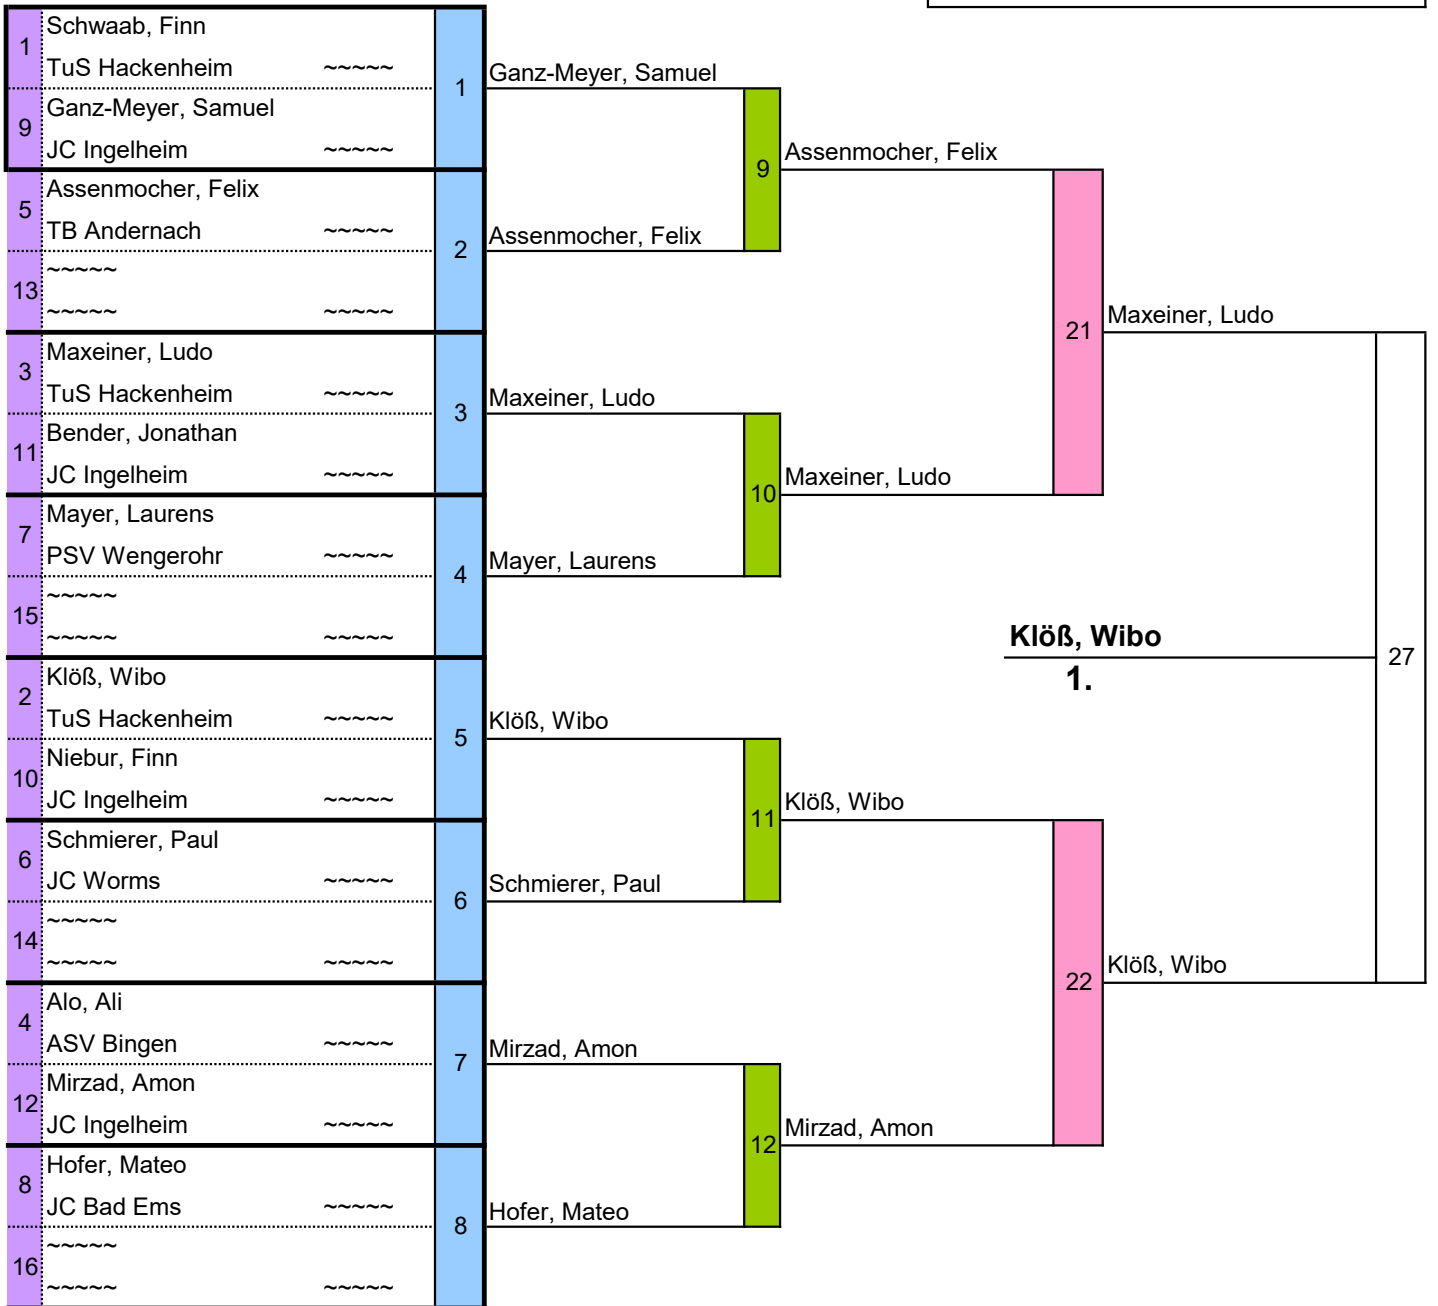 1
Schwaab, Finn
TuS Hackenheim ~~~~~
9
Ganz-Meyer, Samuel
JC Ingelheim ~~~~~
1
5
Assenmocher, Felix
TB Andernach ~~~~~
13
~~~~~
~~~~~ ~~~~~
2
3
Maxeiner, Ludo
TuS Hackenheim ~~~~~
11
Bender, Jonathan
JC Ingelheim ~~~~~
3
7
Mayer, Laurens
PSV Wengerohr ~~~~~
15
~~~~~
~~~~~ ~~~~~
4
2
Klöß, Wibo
TuS Hackenheim ~~~~~
10
Niebur, Finn
JC Ingelheim ~~~~~
5
6
Schmierer, Paul
JC Worms ~~~~~
14
~~~~~
~~~~~ ~~~~~
6
4
Alo, Ali
ASV Bingen ~~~~~
12
Mirzad, Amon
JC Ingelheim ~~~~~
7
8
Hofer, Mateo
JC Bad Ems ~~~~~
16
~~~~~
~~~~~ ~~~~~
8
Ganz-Meyer, Samuel
9
Assenmocher, Felix
Maxeiner, Ludo
10
Mayer, Laurens
Klöß, Wibo
11
Schmierer, Paul
Mirzad, Amon
12
Hofer, Mateo
Assenmocher, Felix
21
Maxeiner, Ludo
Klöß, Wibo
22
Mirzad, Amon
Maxeiner, Ludo
27
Klöß, Wibo
Klöß, Wibo
1.